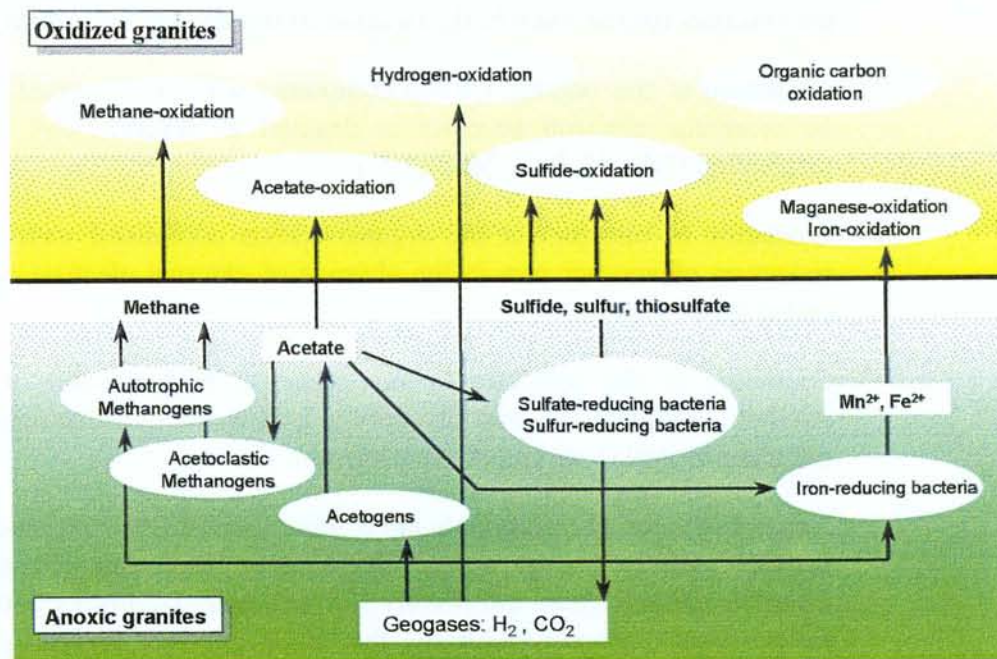 Oxidized granites
Hydrogen-oxidation
Organic carbon
oxidation
Methane-oxidation
Acetate-oxidation
Sulfide-oxidation
Maganese-oxidation
Iron-oxidation
Methane
Sulfide, sulfur, thiosulfate
Acetate
Autotrophic
Methanogens
Sulfate-reducing bacteria
Sulfur-reducing bacteria
Mn²⁺, Fe²⁺
Acetoclastic
Methanogens
Iron-reducing bacteria
Acetogens
Anoxic granites
Geogases: H₂ , CO₂